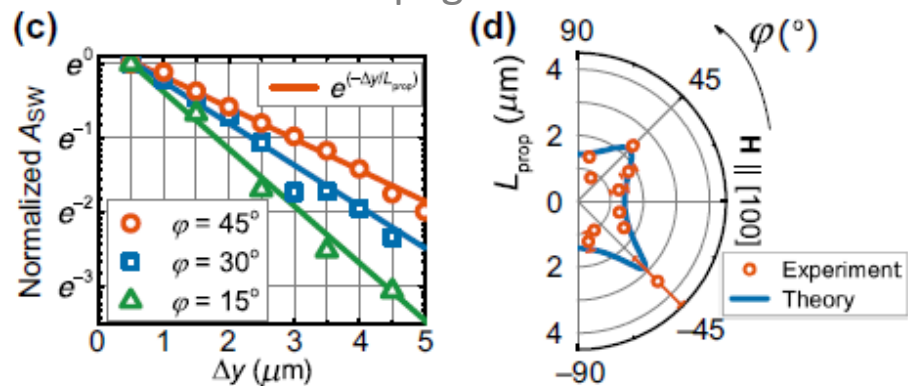 (c)
Normalized A_SW
e^0
e^−1
e^−2
e^−3
e^(−Δy/L_prop)
φ = 45°
φ = 30°
φ = 15°
0 1 2 3 4 5
Δy (μm)
(d)
φ (°)
90
45
−45
−90
L_prop (μm)
4
2
0
2
4
H || [100]
Experiment
Theory